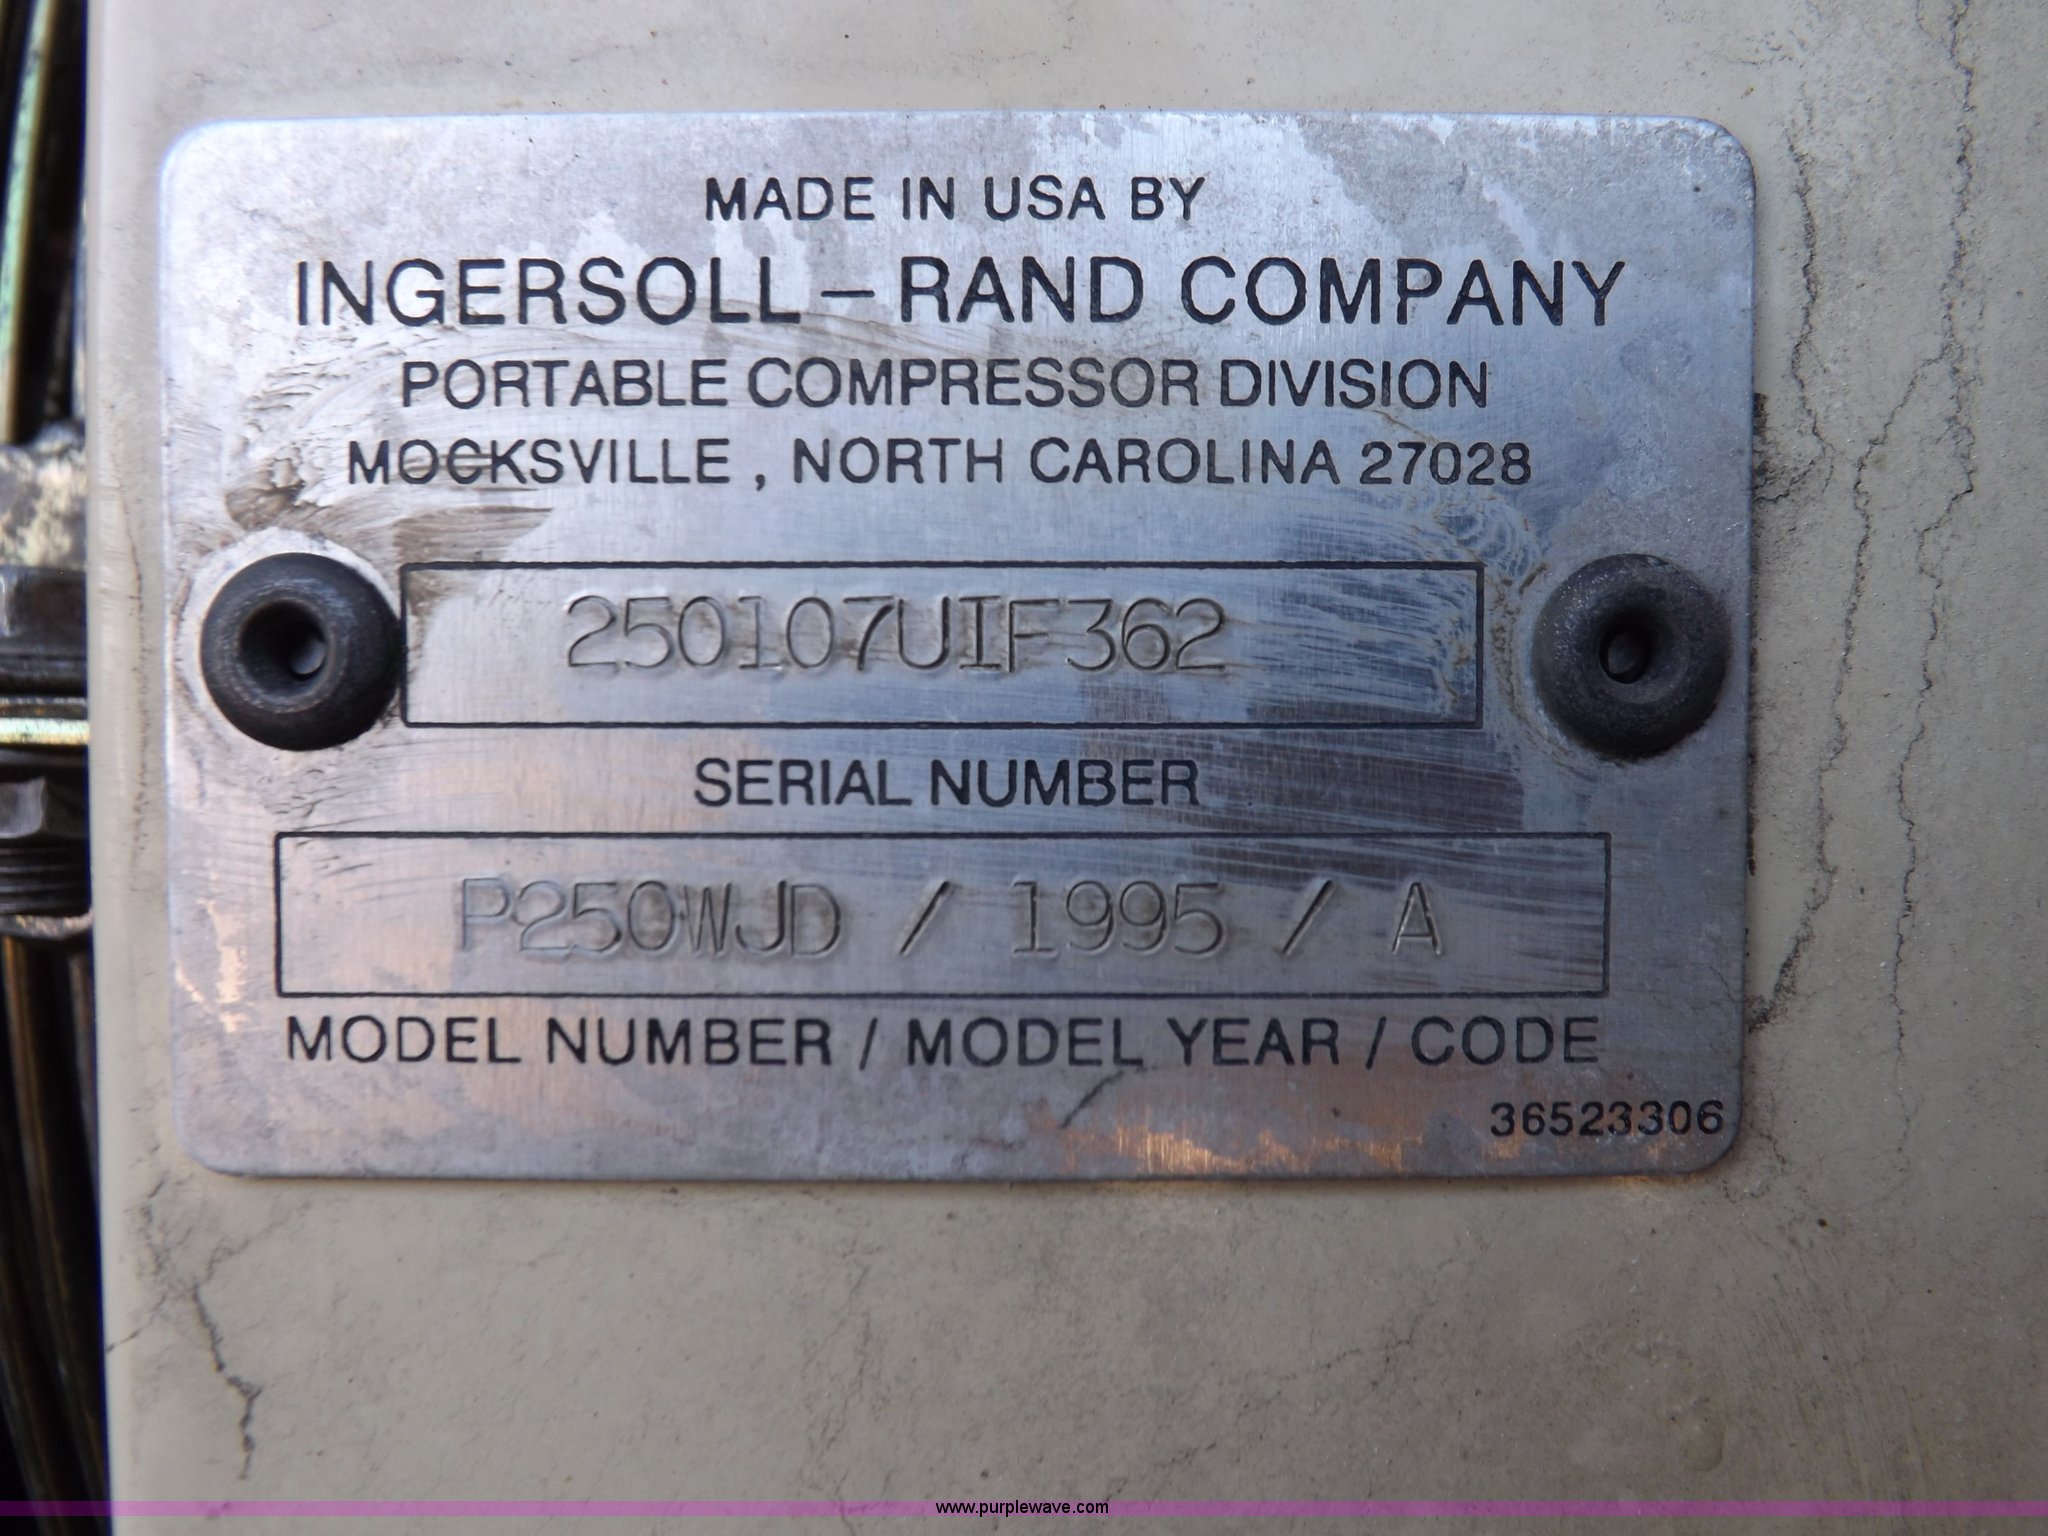 MADE IN USA BY
INGERSOLL – RAND COMPANY
PORTABLE COMPRESSOR DIVISION
MOCKSVILLE , NORTH CAROLINA 27028
250107UIF362
SERIAL NUMBER
P250WJD / 1995 / A
MODEL NUMBER / MODEL YEAR / CODE
36523306
www.purplewave.com